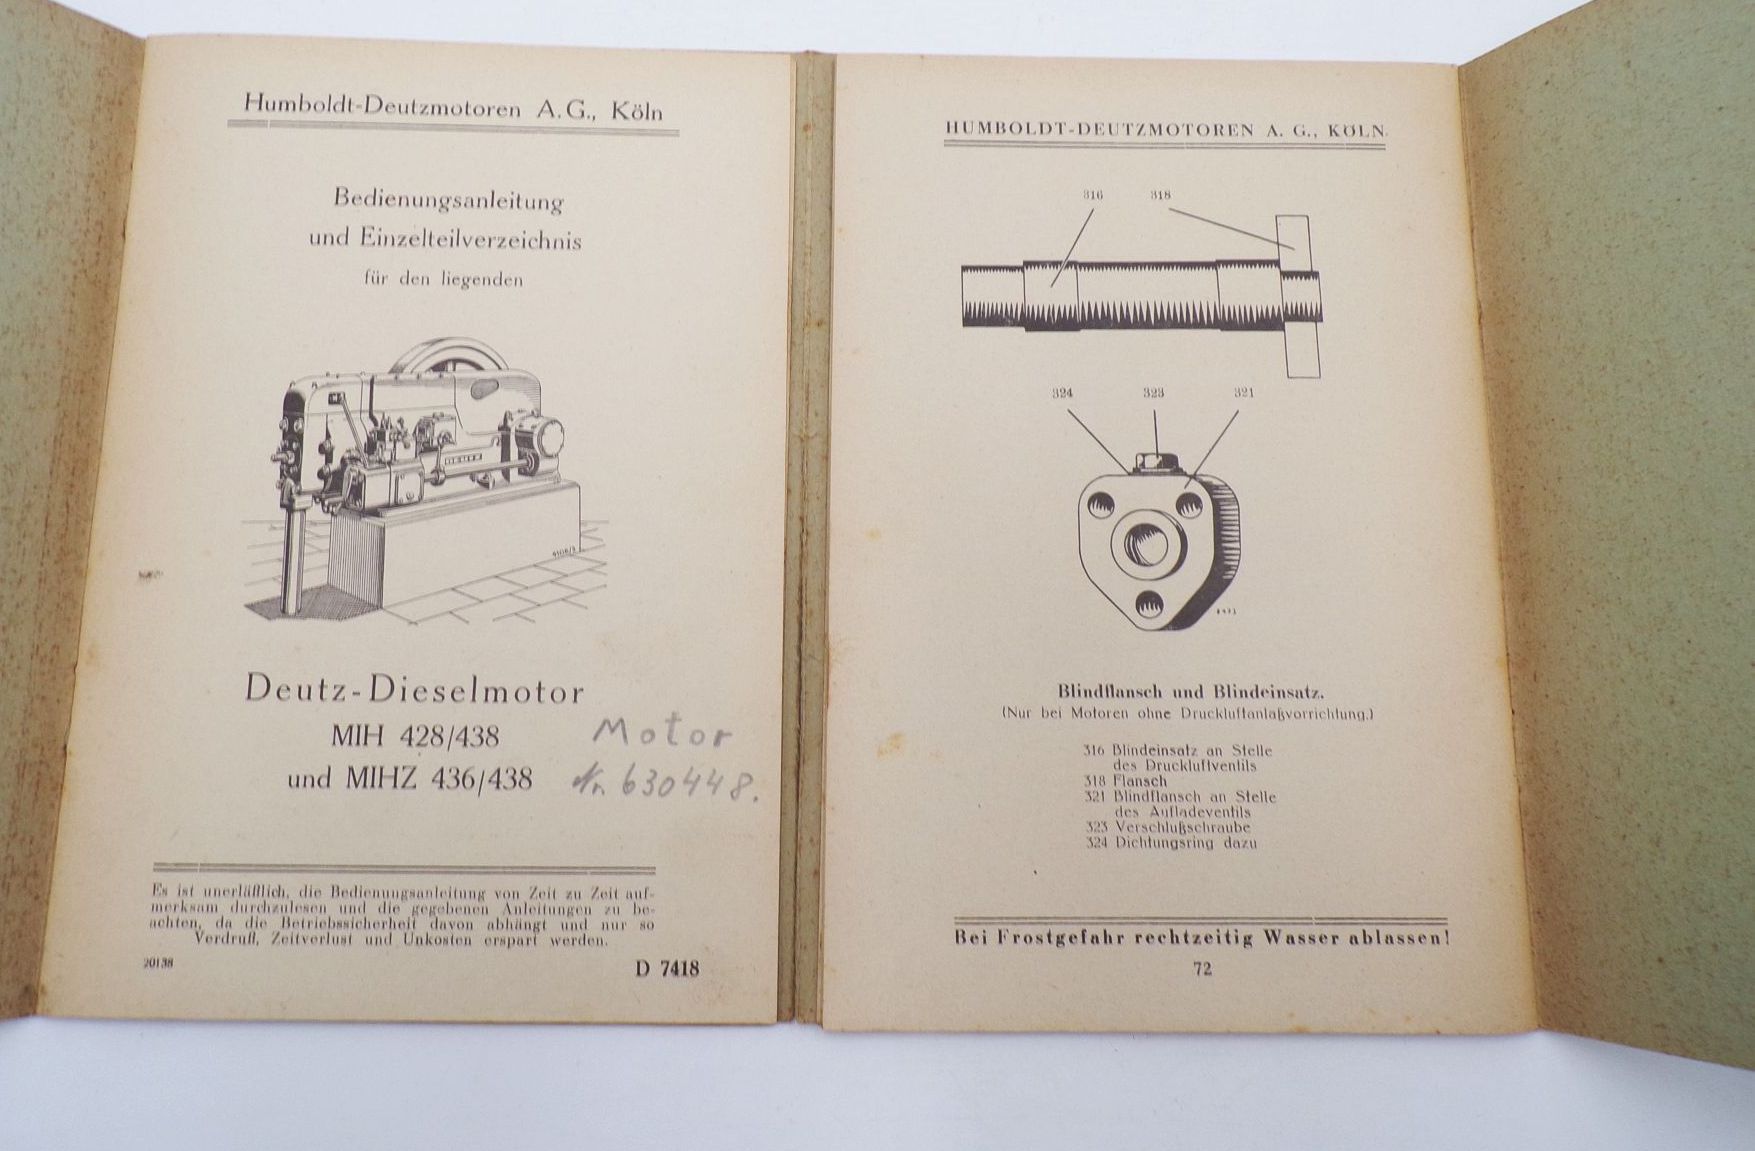 Humboldt-Deutzmotoren A.G., Köln
Bedienungsanleitung
und Einzelteilverzeichnis
für den liegenden
DEUTZ
Deutz-Dieselmotor
MIH 428/438
und MIHZ 436/438
Motor
Nr. 630448.
Es ist unerläßlich, die Bedienungsanleitung von Zeit zu Zeit auf-
merksam durchzulesen und die gegebenen Anleitungen zu be-
achten, da die Betriebssicherheit davon abhängt und nur so
Verdruß, Zeitverlust und Unkosten erspart werden.
20138
D 7418
HUMBOLDT-DEUTZMOTOREN A. G., KÖLN.
316 318
324 323 321
Blindflansch und Blindeinsatz.
(Nur bei Motoren ohne Druckluftanlaßvorrichtung.)
316 Blindeinsatz an Stelle
des Druckluftventils
318 Flansch
321 Blindflansch an Stelle
des Aufladeventils
323 Verschlußschraube
324 Dichtungsring dazu
Bei Frostgefahr rechtzeitig Wasser ablassen!
72